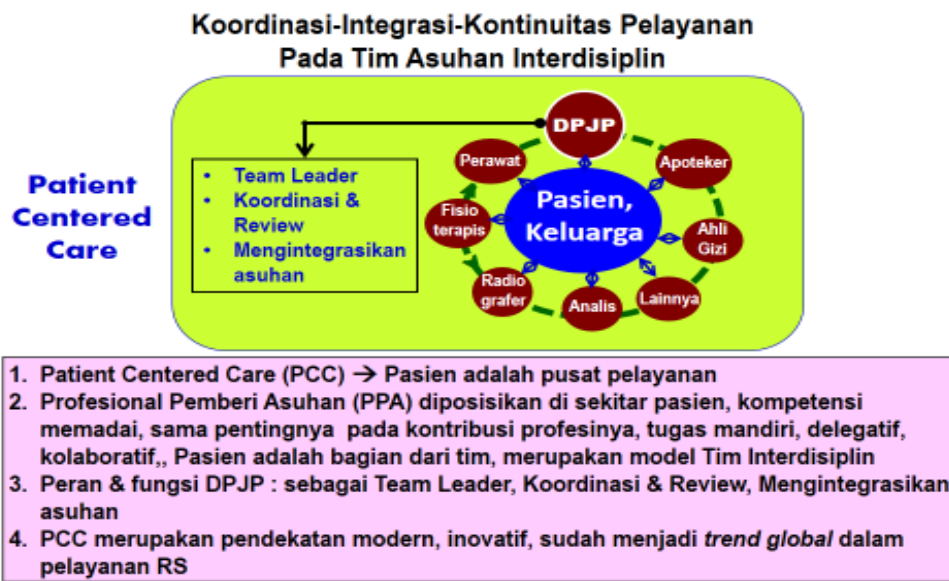 Koordinasi-Integrasi-Kontinuitas Pelayanan
Pada Tim Asuhan Interdisiplin
Patient
Centered
Care
• Team Leader
• Koordinasi &
Review
• Mengintegrasikan
asuhan
DPJP
Perawat
Apoteker
Fisio
terapis
Pasien,
Keluarga
Ahli
Gizi
Radio
grafer
Analis
Lainnya
1. Patient Centered Care (PCC) → Pasien adalah pusat pelayanan
2. Profesional Pemberi Asuhan (PPA) diposisikan di sekitar pasien, kompetensi
memadai, sama pentingnya pada kontribusi profesinya, tugas mandiri, delegatif,
kolaboratif,, Pasien adalah bagian dari tim, merupakan model Tim Interdisiplin
3. Peran & fungsi DPJP : sebagai Team Leader, Koordinasi & Review, Mengintegrasikan
asuhan
4. PCC merupakan pendekatan modern, inovatif, sudah menjadi trend global dalam
pelayanan RS